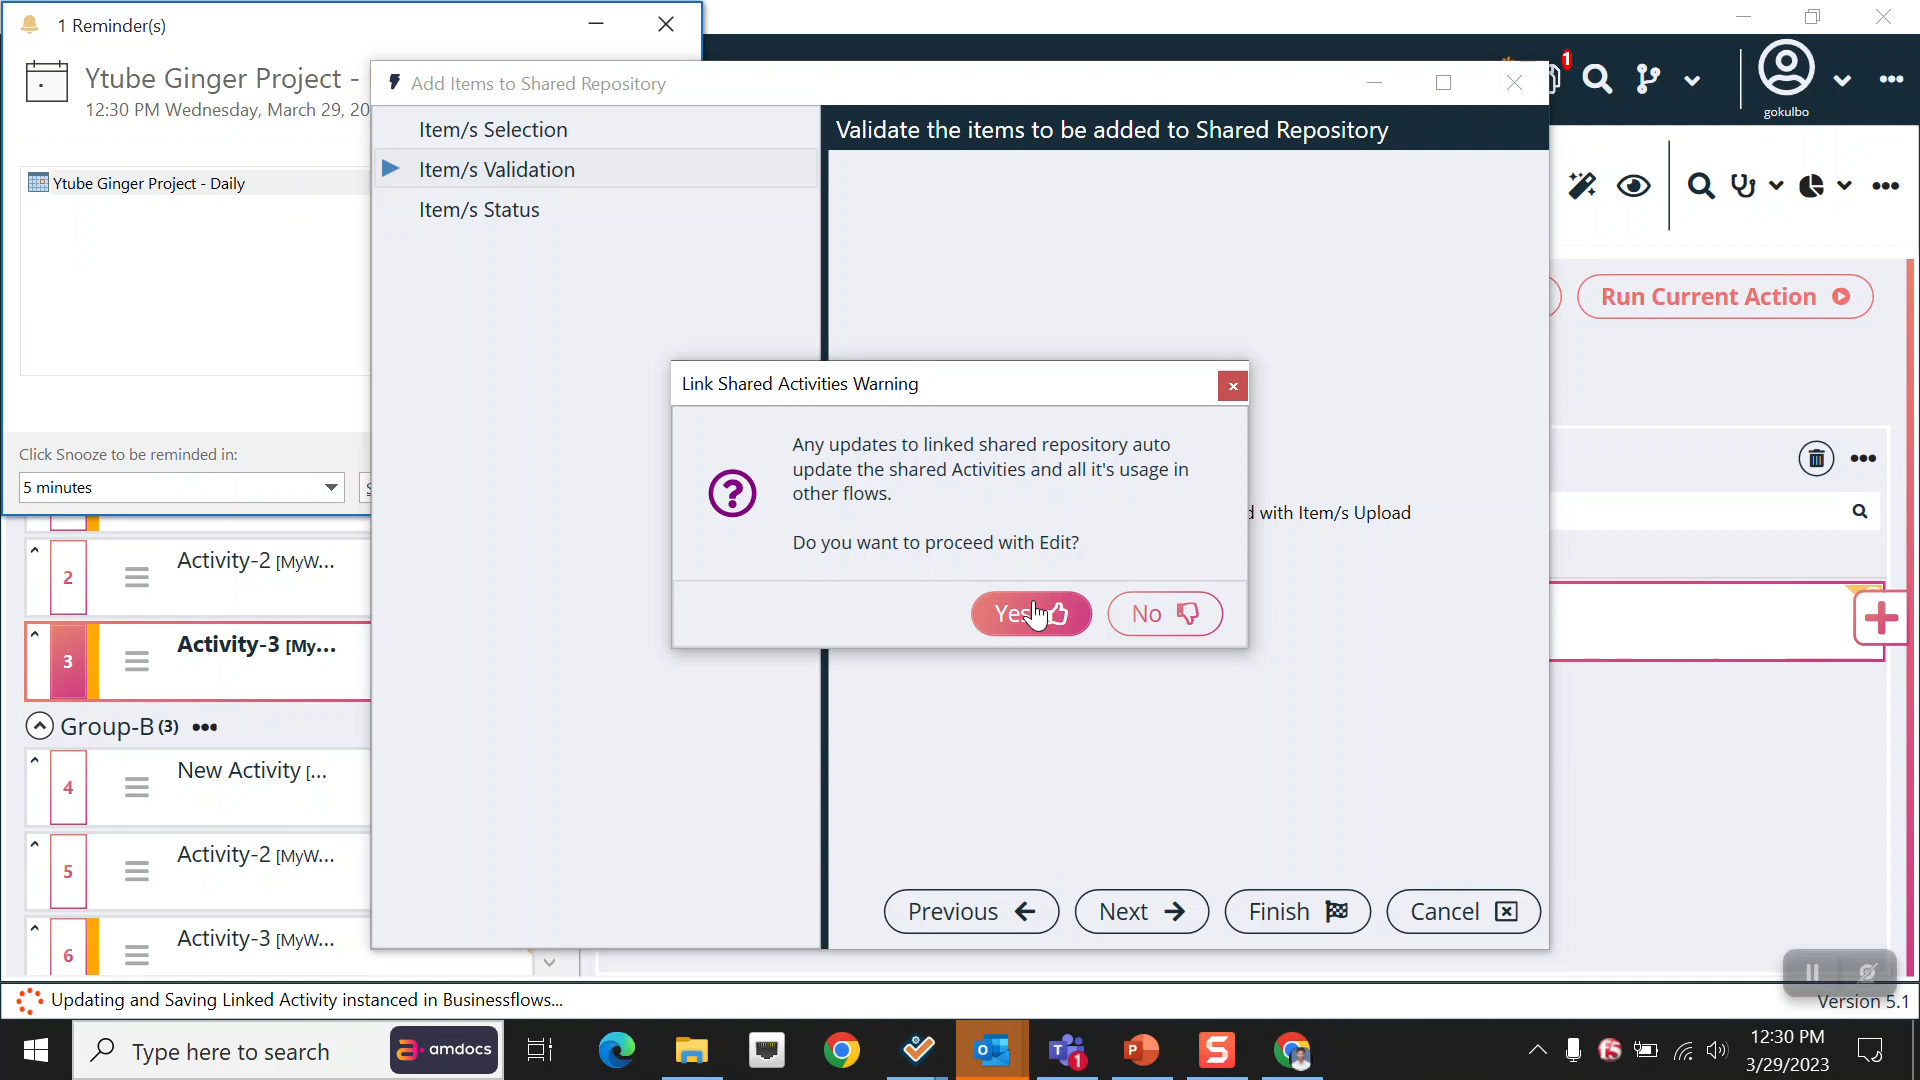 1 Reminder(s)
Ytube Ginger Project -
12:30 PM Wednesday, March 29, 20
Ytube Ginger Project - Daily
Click Snooze to be reminded in:
5 minutes
Add Items to Shared Repository
Item/s Selection
Item/s Validation
Item/s Status
Validate the items to be added to Shared Repository
1
gokulbo
Run Current Action
Link Shared Activities Warning
Any updates to linked shared repository auto
update the shared Activities and all it's usage in
other flows.
Do you want to proceed with Edit?
Yes
No
d with Item/s Upload
2
Activity-2 [MyW...
3
Activity-3 [My...
Group-B (3)
4
New Activity [...
5
Activity-2 [MyW...
6
Activity-3 [MyW...
Previous
Next
Finish
Cancel
Updating and Saving Linked Activity instanced in Businessflows...
Version 5.1
Type here to search
amdocs
1
12:30 PM
3/29/2023